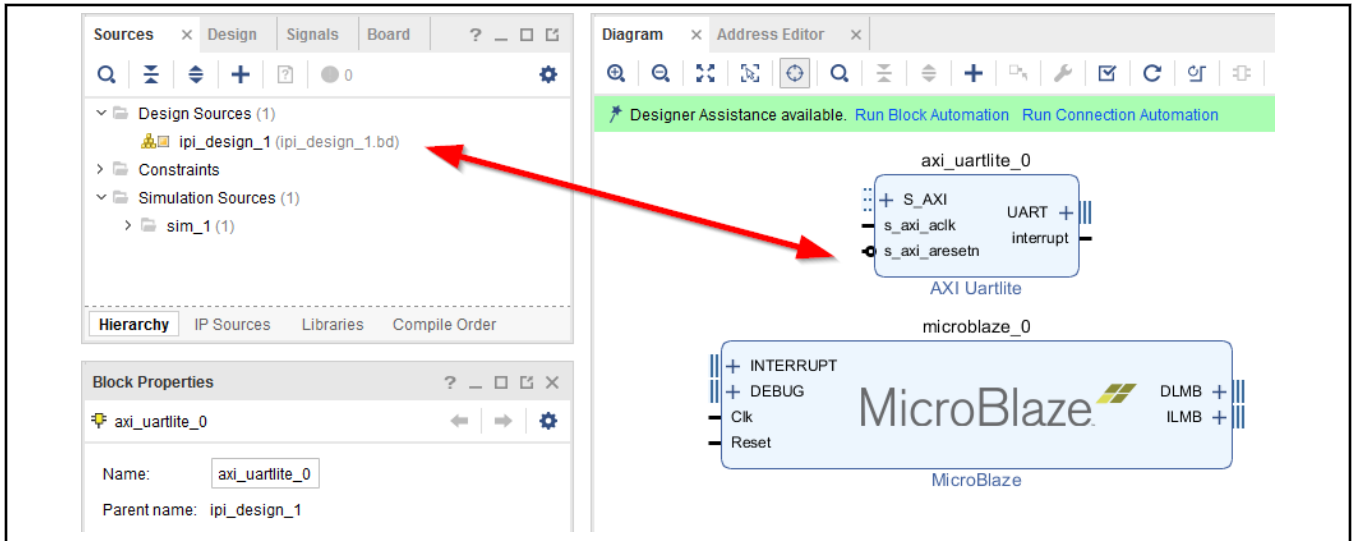 Sources × Design Signals Board ?
0
Design Sources (1)
ipi_design_1 (ipi_design_1.bd)
Constraints
Simulation Sources (1)
sim_1 (1)
Hierarchy IP Sources Libraries Compile Order
Block Properties ?
axi_uartlite_0
Name: axi_uartlite_0
Parent name: ipi_design_1
Diagram × Address Editor ×
Designer Assistance available. Run Block Automation Run Connection Automation
axi_uartlite_0
+ S_AXI
UART +
s_axi_aclk
interrupt
s_axi_aresetn
AXI Uartlite
microblaze_0
+ INTERRUPT
+ DEBUG
DLMB +
Clk
ILMB +
Reset
MicroBlaze
MicroBlaze